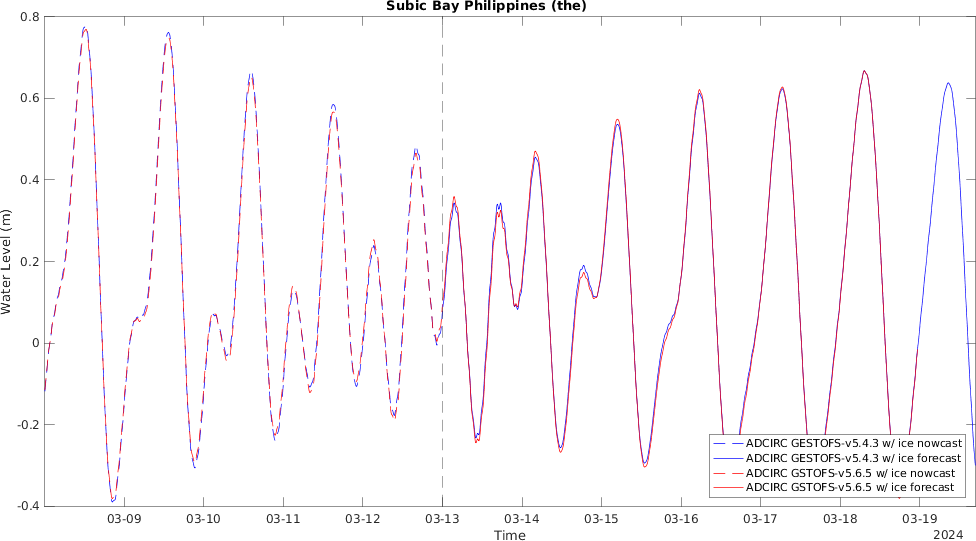 Subic Bay Philippines (the)
Water Level (m)
0.8
0.6
0.4
0.2
0
-0.2
-0.4
ADCIRC GESTOFS-v5.4.3 w/ ice nowcast
ADCIRC GESTOFS-v5.4.3 w/ ice forecast
ADCIRC GSTOFS-v5.6.5 w/ ice nowcast
ADCIRC GSTOFS-v5.6.5 w/ ice forecast
03-09 03-10 03-11 03-12 03-13 03-14 03-15 03-16 03-17 03-18 03-19
Time
2024